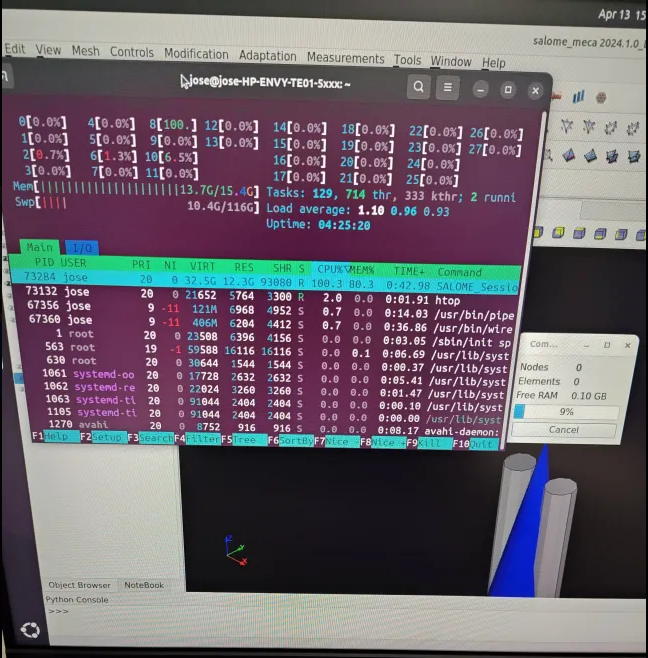 Apr 13 15
salome_meca 2024.1.0_
Edit View Mesh Controls Modification Adaptation Measurements Tools Window Help
jose@jose-HP-ENVY-TE01-5xxx: ~
0[0.0%] 4[0.0%] 8[100.] 12[0.0%] 14[0.0%] 18[0.0%] 22[0.0%] 26[0.0%]
1[0.0%] 5[0.0%] 9[0.0%] 13[0.0%] 15[0.0%] 19[0.0%] 23[0.0%] 27[0.0%]
2[0.7%] 6[1.3%] 10[6.5%] 16[0.0%] 20[0.0%] 24[0.0%]
3[0.0%] 7[0.0%] 11[0.0%] 17[0.0%] 21[0.0%] 25[0.0%]
Mem[13.7G/15.4G] Tasks: 129, 714 thr, 333 kthr; 2 runni
Swp[10.4G/116G] Load average: 1.10 0.96 0.93
Uptime: 04:25:20
Main I/O
PID USER PRI NI VIRT RES SHR S CPU%▽MEM% TIME+ Command
73284 jose 20 0 32.5G 12.3G 93080 R 100.3 80.3 0:42.98 SALOME_Sessio
73132 jose 20 0 21652 5764 3300 R 2.0 0.0 0:01.91 htop
67356 jose 9 -11 121M 6968 4952 S 0.7 0.0 0:14.03 /usr/bin/pipe
67360 jose 9 -11 406M 6204 4412 S 0.7 0.0 0:36.86 /usr/bin/wire
1 root 20 0 23508 6396 4156 S 0.0 0.0 0:03.05 /sbin/init sp
563 root 19 -1 59588 16116 16116 S 0.0 0.1 0:06.69 /usr/lib/syst
630 root 20 0 30644 1544 1544 S 0.0 0.0 0:00.37 /usr/lib/syst
1061 systemd-oo 20 0 17728 2632 2632 S 0.0 0.0 0:05.41 /usr/lib/syst
1062 systemd-re 20 0 22024 3260 3260 S 0.0 0.0 0:01.47 /usr/lib/syst
1063 systemd-ti 20 0 91044 2404 2404 S 0.0 0.0 0:00.10 /usr/lib/syst
1105 systemd-ti 20 0 91044 2404 2404 S 0.0 0.0 0:00.00 /usr/lib/syst
1270 avahi 20 0 8752 916 916 S 0.0 0.0 0:08.17 avahi-daemon:
F1Help F2Setup F3Search F4Filter F5Tree F6SortBy F7Nice - F8Nice + F9Kill F10Quit
Com...
Nodes 0
Elements 0
Free RAM 0.10 GB
9%
Cancel
Object Browser NoteBook
Python Console
>>>